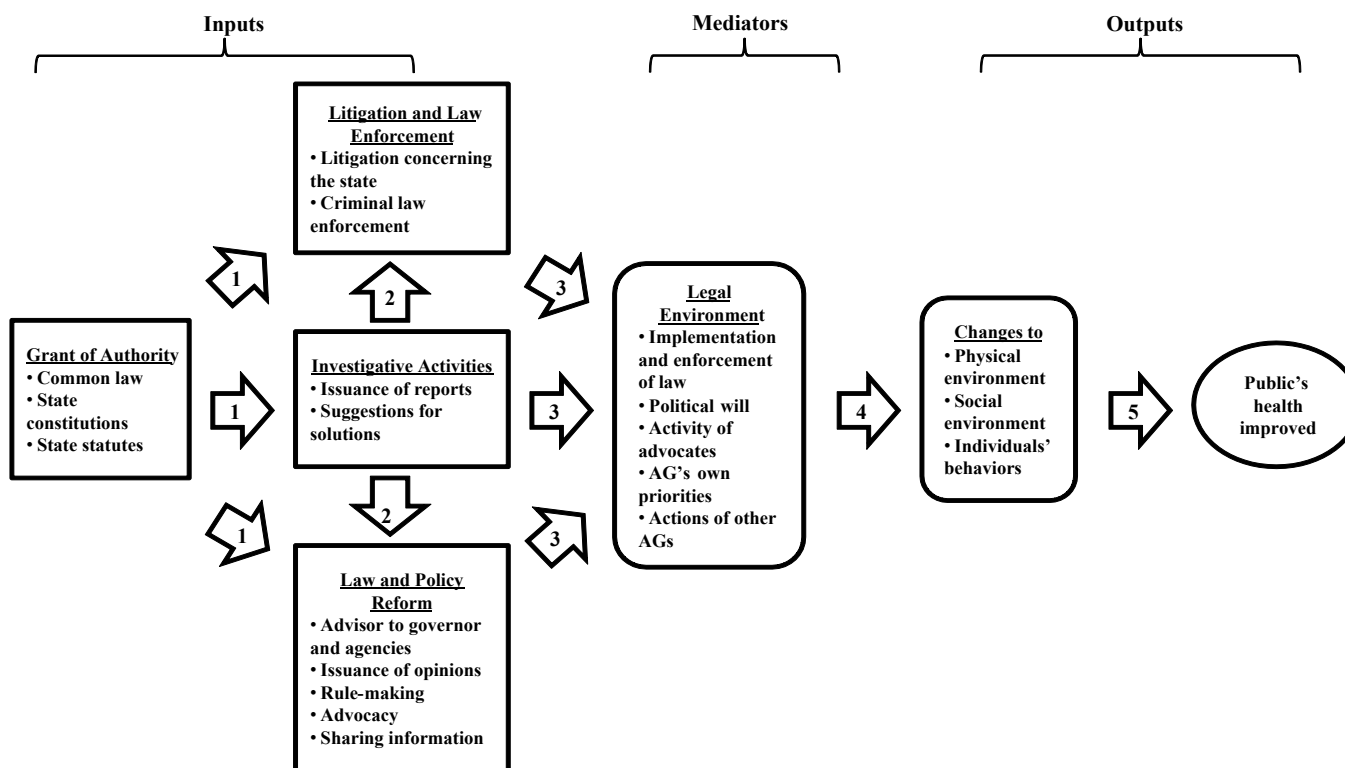 Inputs
Mediators
Outputs
Litigation and Law
Enforcement
• Litigation concerning
the state
• Criminal law
enforcement
1
2
3
Grant of Authority
• Common law
• State
constitutions
• State statutes
1
Investigative Activities
• Issuance of reports
• Suggestions for
solutions
3
Legal
Environment
• Implementation
and enforcement
of law
• Political will
• Activity of
advocates
• AG's own
priorities
• Actions of other
AGs
4
Changes to
• Physical
environment
• Social
environment
• Individuals'
behaviors
5
Public's
health
improved
1
2
3
Law and Policy
Reform
• Advisor to governor
and agencies
• Issuance of opinions
• Rule-making
• Advocacy
• Sharing information